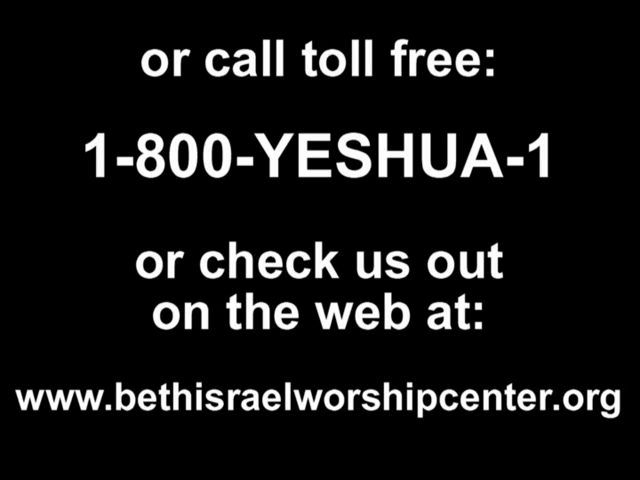 or call toll free:
1-800-YESHUA-1
or check us out
on the web at:
www.bethisraelworshipcenter.org